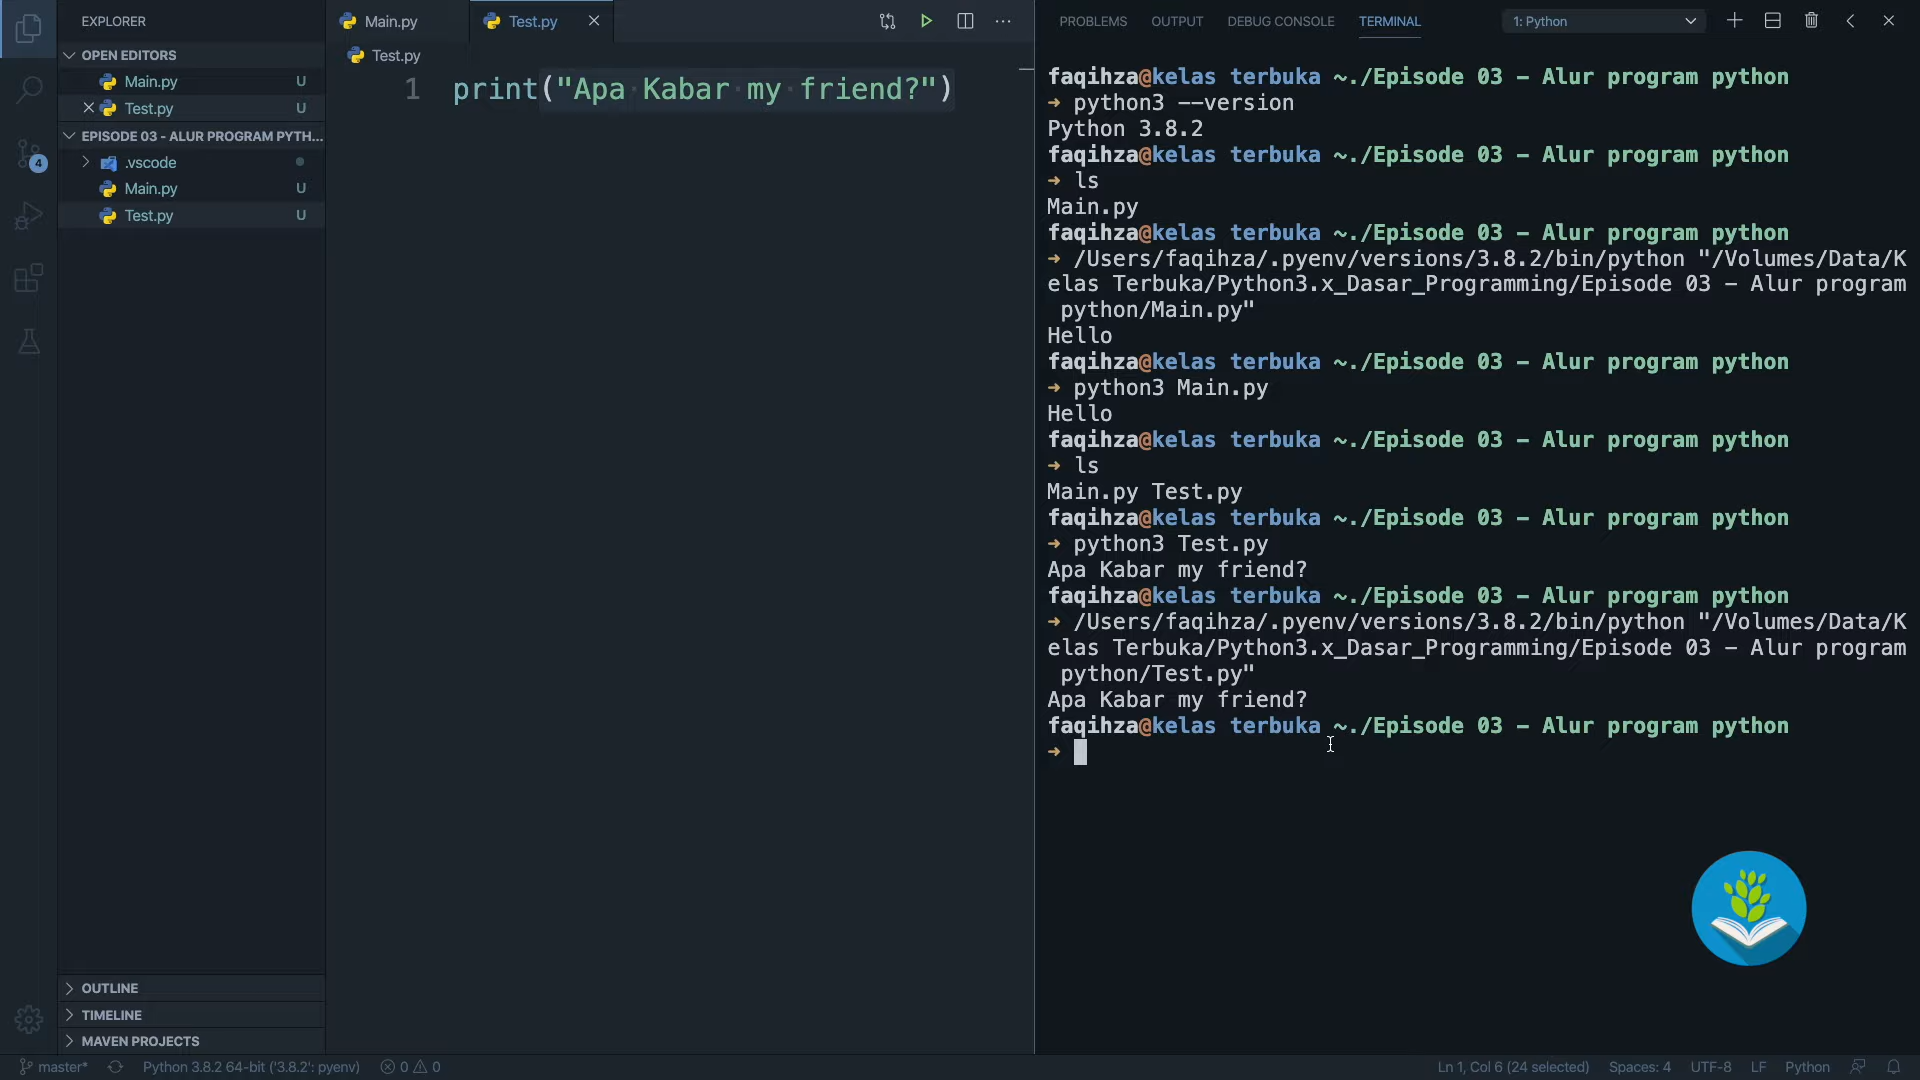 EXPLORER
OPEN EDITORS
Main.py U
Test.py U
EPISODE 03 - ALUR PROGRAM PYTH...
.vscode
Main.py U
Test.py U
OUTLINE
TIMELINE
MAVEN PROJECTS
4
Main.py
Test.py
Test.py
1 print("Apa Kabar my friend?")
PROBLEMS OUTPUT DEBUG CONSOLE TERMINAL 1: Python
faqihza@kelas terbuka ~./Episode 03 - Alur program python
➜ python3 --version
Python 3.8.2
faqihza@kelas terbuka ~./Episode 03 - Alur program python
➜ ls
Main.py
faqihza@kelas terbuka ~./Episode 03 - Alur program python
➜ /Users/faqihza/.pyenv/versions/3.8.2/bin/python "/Volumes/Data/K
elas Terbuka/Python3.x_Dasar_Programming/Episode 03 - Alur program
python/Main.py"
Hello
faqihza@kelas terbuka ~./Episode 03 - Alur program python
➜ python3 Main.py
Hello
faqihza@kelas terbuka ~./Episode 03 - Alur program python
➜ ls
Main.py Test.py
faqihza@kelas terbuka ~./Episode 03 - Alur program python
➜ python3 Test.py
Apa Kabar my friend?
faqihza@kelas terbuka ~./Episode 03 - Alur program python
➜ /Users/faqihza/.pyenv/versions/3.8.2/bin/python "/Volumes/Data/K
elas Terbuka/Python3.x_Dasar_Programming/Episode 03 - Alur program
python/Test.py"
Apa Kabar my friend?
faqihza@kelas terbuka ~./Episode 03 - Alur program python
➜
master* Python 3.8.2 64-bit ('3.8.2': pyenv) 0 0 Ln 1, Col 6 (24 selected) Spaces: 4 UTF-8 LF Python